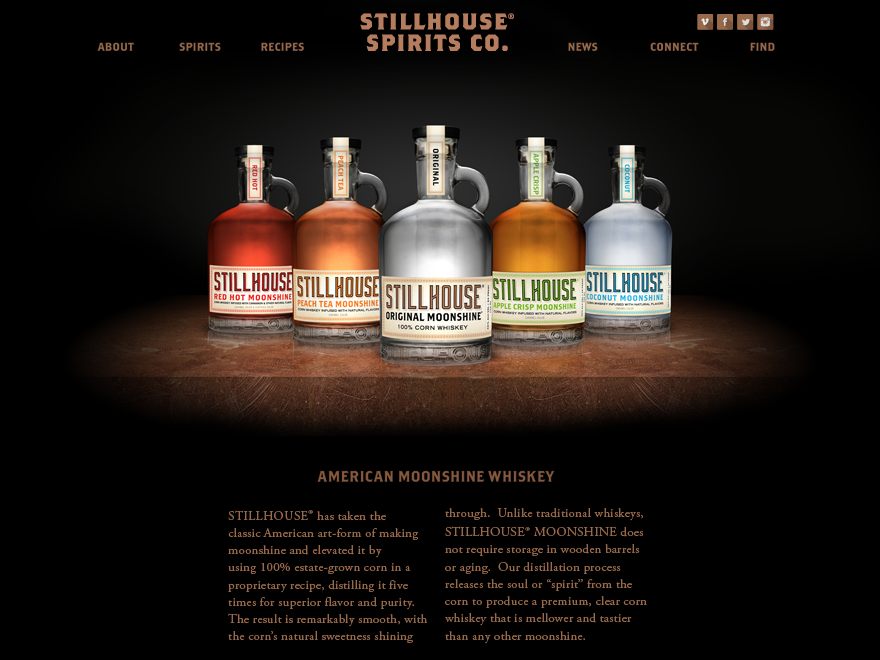 STILLHOUSE®
SPIRITS CO.
ABOUT SPIRITS RECIPES NEWS CONNECT FIND
RED HOT
PEACH TEA
ORIGINAL
APPLE CRISP
COCONUT
STILLHOUSE
RED HOT MOONSHINE
STILLHOUSE
PEACH TEA MOONSHINE
CORN WHISKEY INFUSED WITH NATURAL FLAVORS
STILLHOUSE
ORIGINAL MOONSHINE
100% CORN WHISKEY
STILLHOUSE
APPLE CRISP MOONSHINE
CORN WHISKEY INFUSED WITH NATURAL FLAVORS
STILLHOUSE
COCONUT MOONSHINE
CORN WHISKEY INFUSED WITH NATURAL FLAVORS
AMERICAN MOONSHINE WHISKEY
STILLHOUSE® has taken the
classic American art-form of making
moonshine and elevated it by
using 100% estate-grown corn in a
proprietary recipe, distilling it five
times for superior flavor and purity.
The result is remarkably smooth, with
the corn's natural sweetness shining
through. Unlike traditional whiskeys,
STILLHOUSE® MOONSHINE does
not require storage in wooden barrels
or aging. Our distillation process
releases the soul or “spirit” from the
corn to produce a premium, clear corn
whiskey that is mellower and tastier
than any other moonshine.